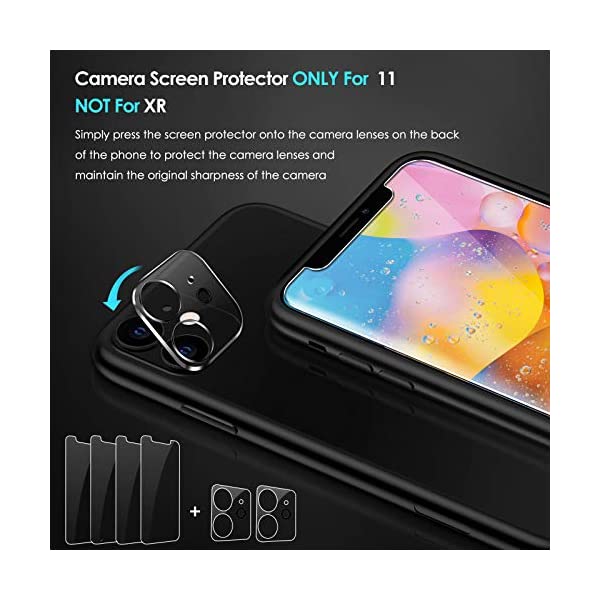 Camera Screen Protector ONLY For 11
NOT For XR
Simply press the screen protector onto the camera lenses on the back
of the phone to protect the camera lenses and
maintain the original sharpness of the camera
+